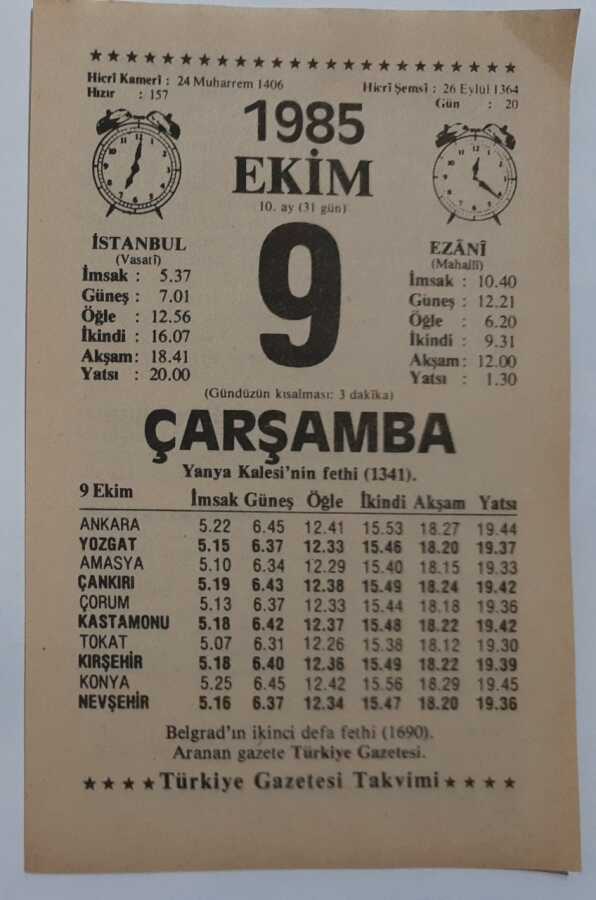 ★★★★★★★★★★★★★★★★★★★★
Hicrî Kamerî : 24 Muharrem 1406
Hızır : 157
Hicrî Şemsî : 26 Eylül 1364
Gün : 20
1985
EKİM
10. ay (31 gün)
9
İSTANBUL
(Vasatî)
İmsak : 5.37
Güneş : 7.01
Öğle : 12.56
İkindi : 16.07
Akşam : 18.41
Yatsı : 20.00
EZÂNÎ
(Mahallî)
İmsak : 10.40
Güneş : 12.21
Öğle : 6.20
İkindi : 9.31
Akşam : 12.00
Yatsı : 1.30
(Gündüzün kısalması: 3 dakîka)
ÇARŞAMBA
Yanya Kalesi'nin fethi (1341).
9 Ekim İmsak Güneş Öğle İkindi Akşam Yatsı
ANKARA 5.22 6.45 12.41 15.53 18.27 19.44
YOZGAT 5.15 6.37 12.33 15.46 18.20 19.37
AMASYA 5.10 6.34 12.29 15.40 18.15 19.33
ÇANKIRI 5.19 6.43 12.38 15.49 18.24 19.42
ÇORUM 5.13 6.37 12.33 15.44 18.18 19.36
KASTAMONU 5.18 6.42 12.37 15.48 18.22 19.42
TOKAT 5.07 6.31 12.26 15.38 18.12 19.30
KIRŞEHİR 5.18 6.40 12.36 15.49 18.22 19.39
KONYA 5.25 6.45 12.42 15.56 18.29 19.45
NEVŞEHİR 5.16 6.37 12.34 15.47 18.20 19.36
Belgrad'ın ikinci defa fethi (1690).
Aranan gazete Türkiye Gazetesi.
★★★★Türkiye Gazetesi Takvimi★★★★